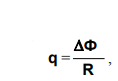 q = ΔΦ / R ,